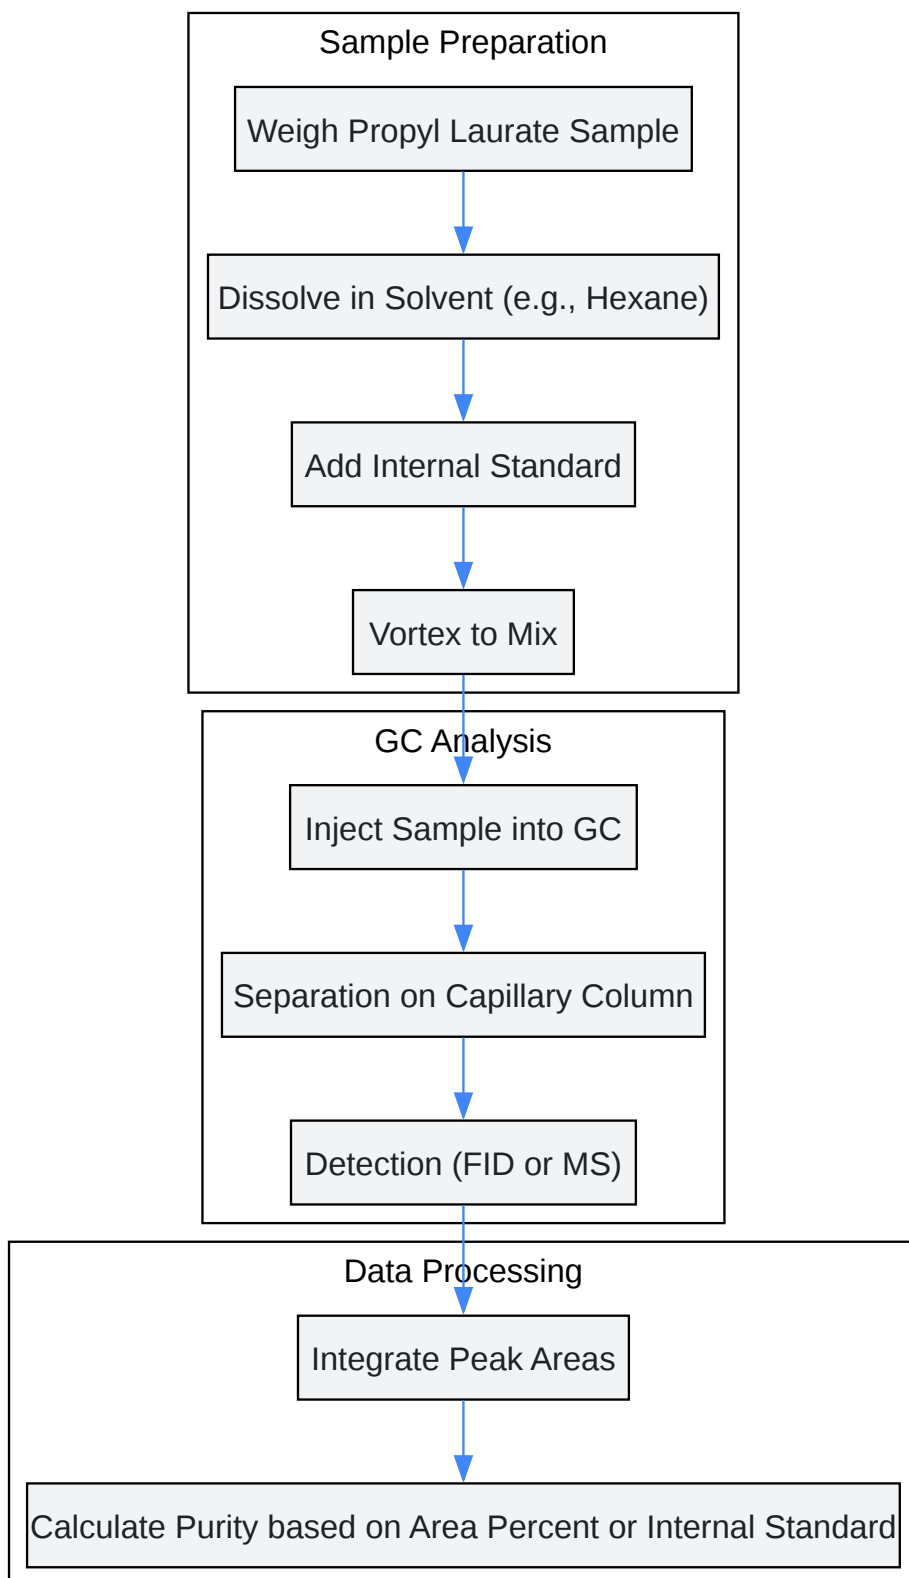 Sample Preparation
Weigh Propyl Laurate Sample
Dissolve in Solvent (e.g., Hexane)
Add Internal Standard
Vortex to Mix
GC Analysis
Inject Sample into GC
Separation on Capillary Column
Detection (FID or MS)
Data Processing
Integrate Peak Areas
Calculate Purity based on Area Percent or Internal Standard